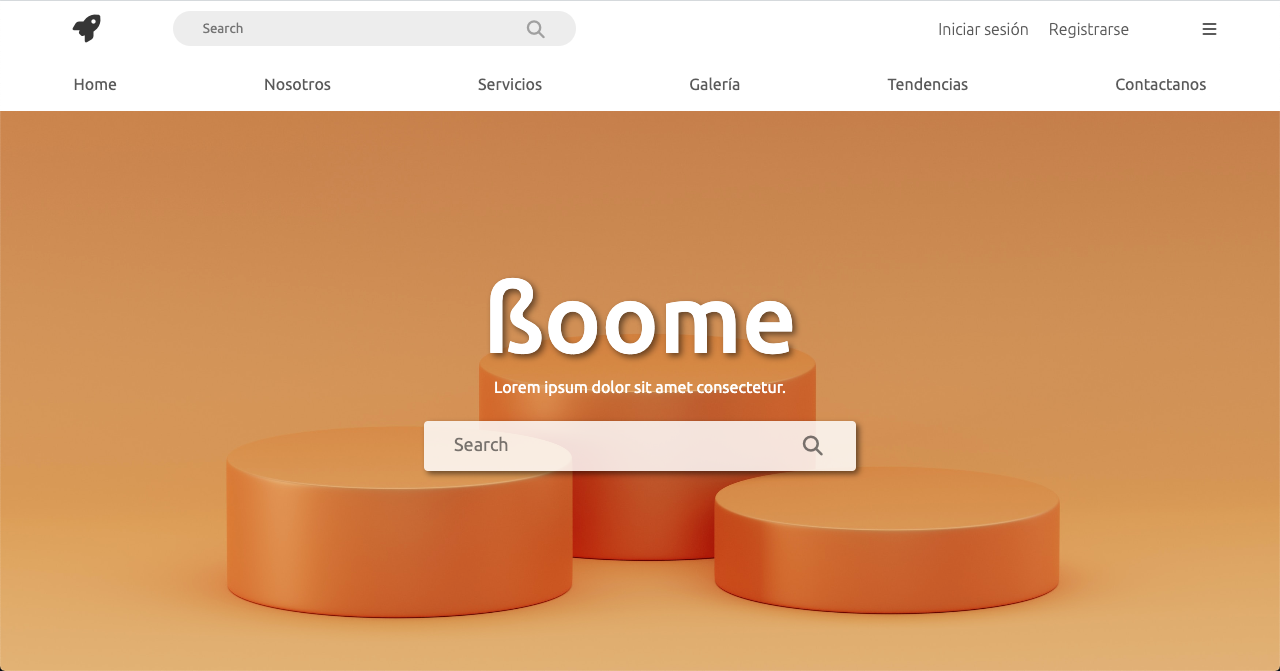 Search
Iniciar sesión Registrarse
Home Nosotros Servicios Galería Tendencias Contactanos
ßoome
Lorem ipsum dolor sit amet consectetur.
Search